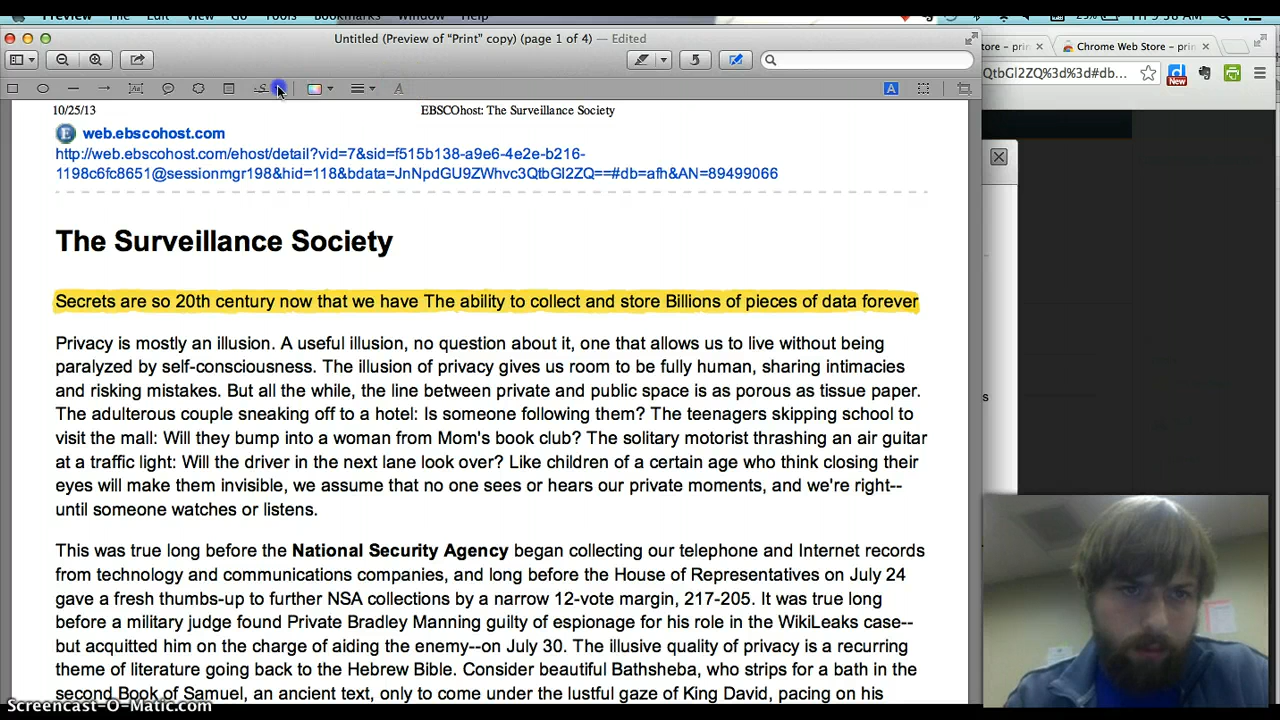 Preview File Edit View Go Tools Bookmarks Window Help
Untitled (Preview of "Print" copy) (page 1 of 4) — Edited
tore – prin
Chrome Web Store – prin
QtbGl2ZQ%3d%3d#db...
New
10/25/13
EBSCOhost: The Surveillance Society
web.ebscohost.com
http://web.ebscohost.com/ehost/detail?vid=7&sid=f515b138-a9e6-4e2e-b216-
1198c6fc8651@sessionmgr198&hid=118&bdata=JnNpdGU9ZWhvc3QtbGl2ZQ==#db=afh&AN=89499066
The Surveillance Society
Secrets are so 20th century now that we have The ability to collect and store Billions of pieces of data forever
Privacy is mostly an illusion. A useful illusion, no question about it, one that allows us to live without being
paralyzed by self-consciousness. The illusion of privacy gives us room to be fully human, sharing intimacies
and risking mistakes. But all the while, the line between private and public space is as porous as tissue paper.
The adulterous couple sneaking off to a hotel: Is someone following them? The teenagers skipping school to
visit the mall: Will they bump into a woman from Mom's book club? The solitary motorist thrashing an air guitar
at a traffic light: Will the driver in the next lane look over? Like children of a certain age who think closing their
eyes will make them invisible, we assume that no one sees or hears our private moments, and we're right--
until someone watches or listens.
This was true long before the National Security Agency began collecting our telephone and Internet records
from technology and communications companies, and long before the House of Representatives on July 24
gave a fresh thumbs-up to further NSA collections by a narrow 12-vote margin, 217-205. It was true long
before a military judge found Private Bradley Manning guilty of espionage for his role in the WikiLeaks case--
but acquitted him on the charge of aiding the enemy--on July 30. The illusive quality of privacy is a recurring
theme of literature going back to the Hebrew Bible. Consider beautiful Bathsheba, who strips for a bath in the
second Book of Samuel, an ancient text, only to come under the lustful gaze of King David, pacing on his
Screencast-O-Matic.com